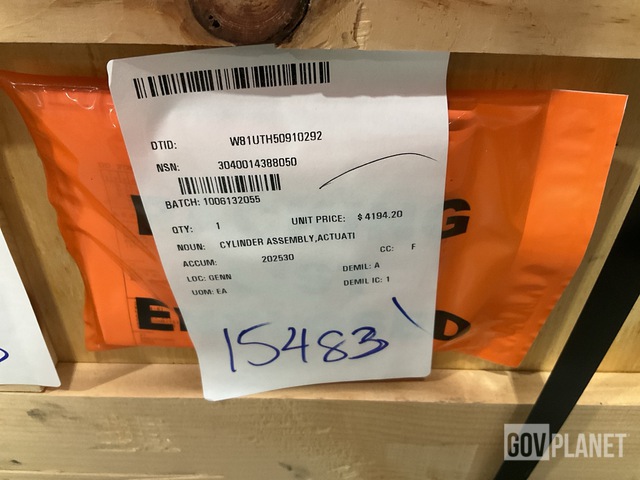 DTID: W81UTH50910292
NSN: 3040014388050
BATCH: 1006132055
QTY: 1 UNIT PRICE: $ 4194.20
NOUN: CYLINDER ASSEMBLY,ACTUATI
ACCUM: 202530 CC: F
LOC: GENN DEMIL: A
UOM: EA DEMIL IC: 1
15483
G
E D
GOVPLANET